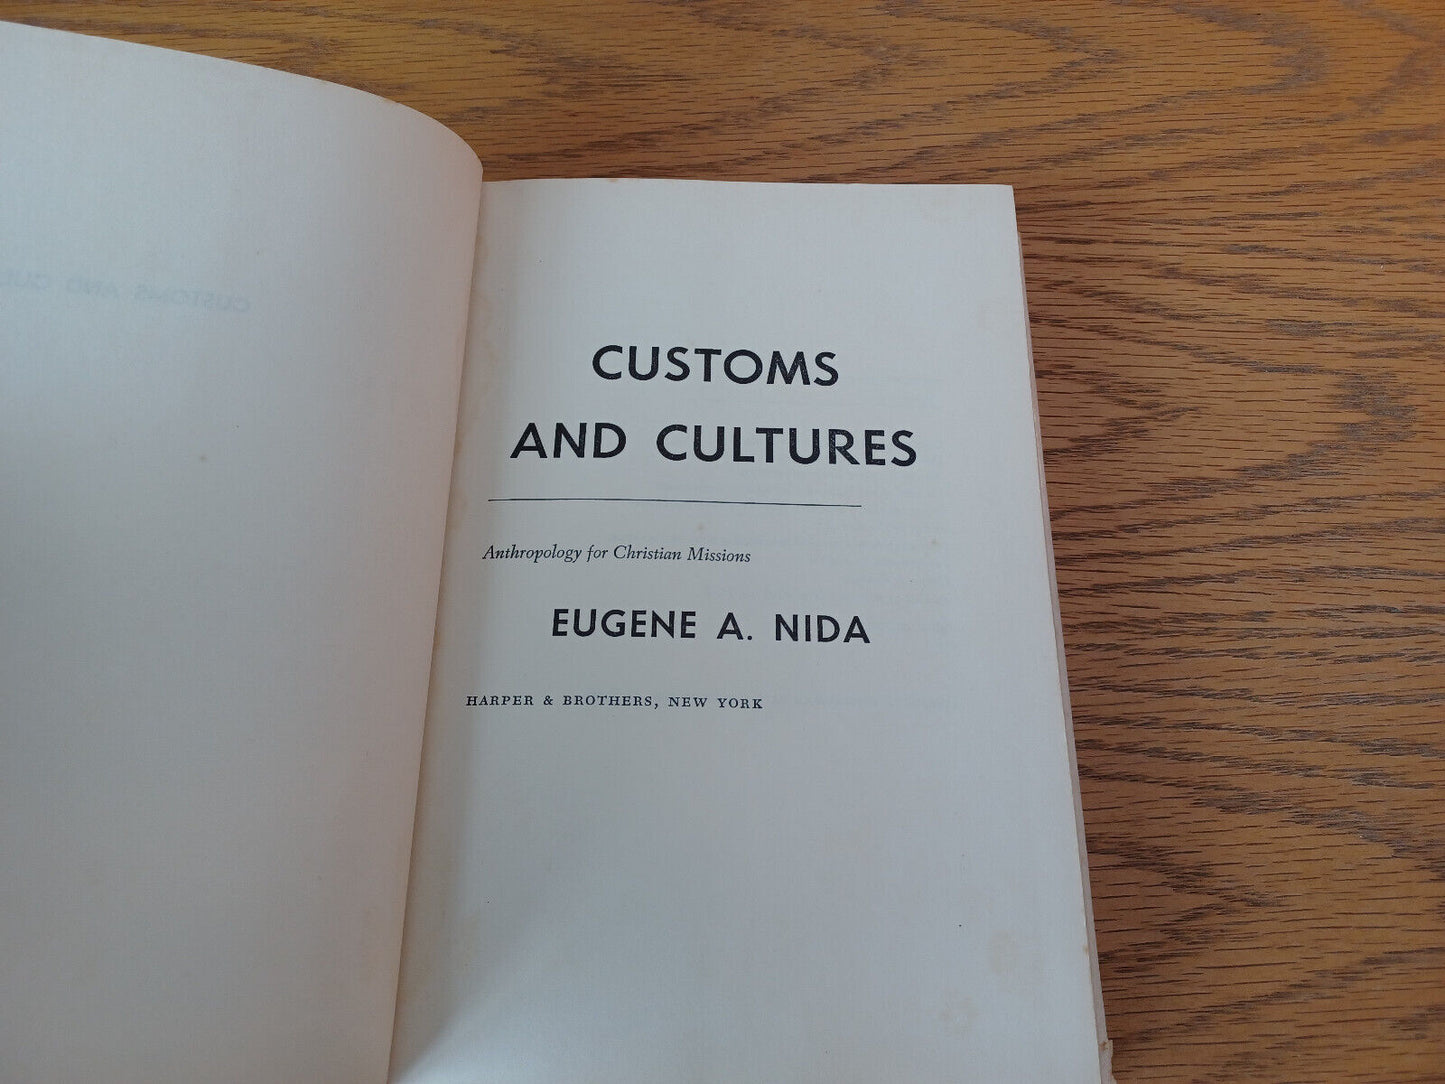 CUSTOMS
AND CULTURES
Anthropology for Christian Missions
EUGENE A. NIDA
HARPER & BROTHERS, NEW YORK